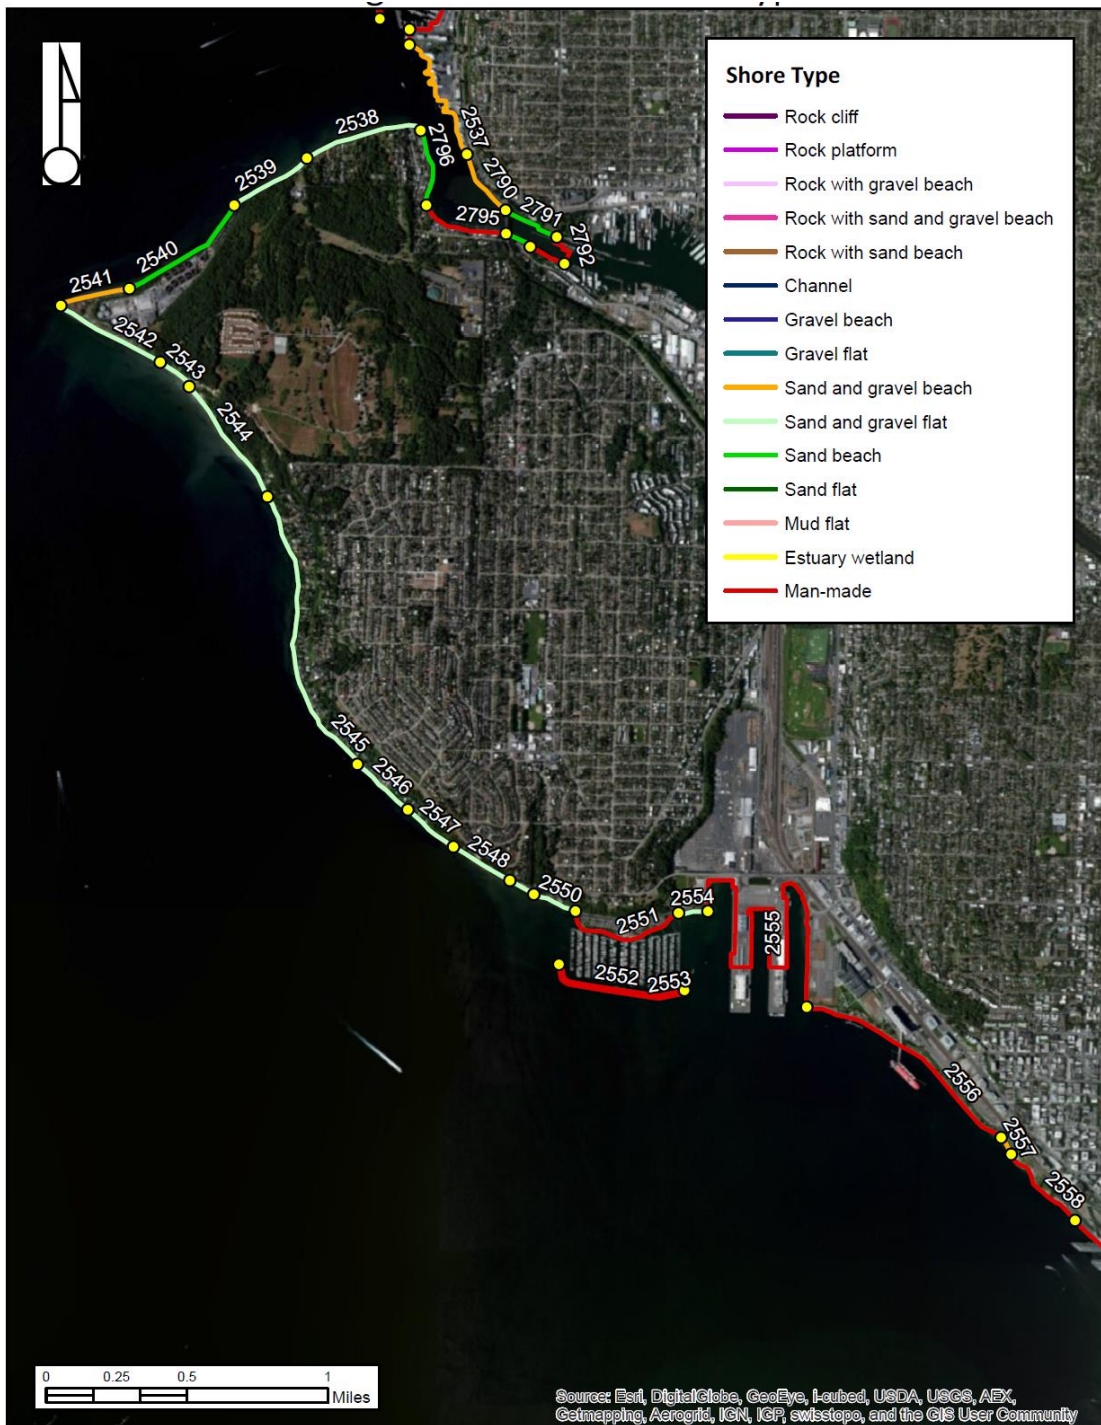 Shore Type
Rock cliff
Rock platform
Rock with gravel beach
Rock with sand and gravel beach
Rock with sand beach
Channel
Gravel beach
Gravel flat
Sand and gravel beach
Sand and gravel flat
Sand beach
Sand flat
Mud flat
Estuary wetland
Man-made
2538
2537
2796
2539
2790
2795
2791
2792
2540
2541
2542
2543
2544
2545
2546
2547
2548
2550
2551
2554
2555
2552
2553
2556
2557
2558
0 0.25 0.5 1
Miles
Source: Esri, DigitalGlobe, GeoEye, i-cubed, USDA, USGS, AEX,
Getmapping, Aerogrid, IGN, IGP, swisstopo, and the GIS User Community